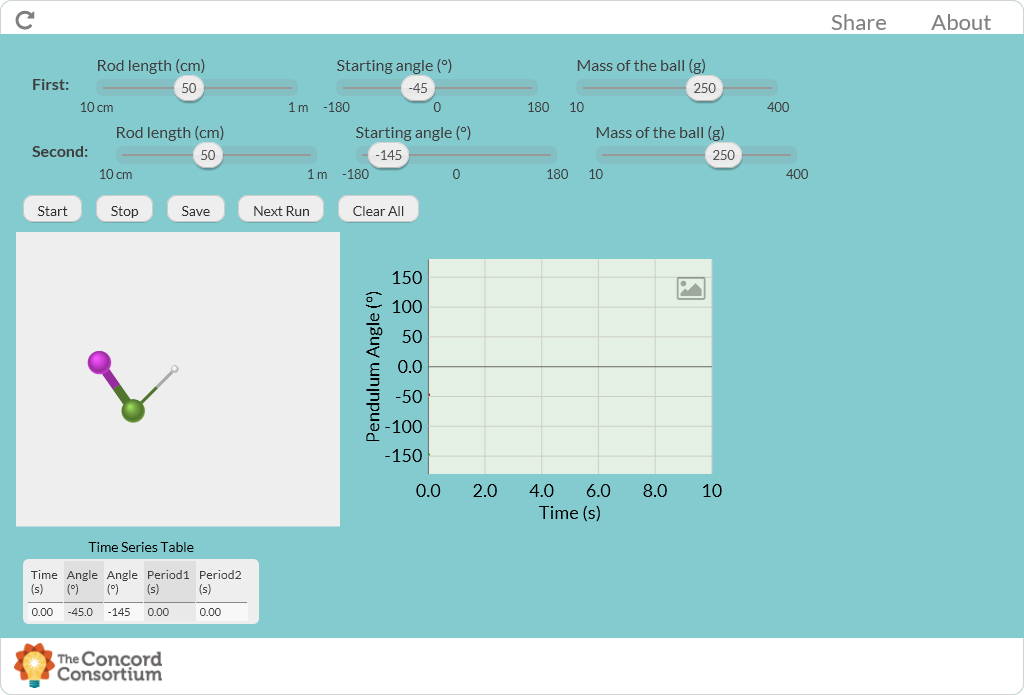 Share About
Rod length (cm) Starting angle (°) Mass of the ball (g)
First: 50 -45 250
10 cm 1 m -180 0 180 10 400
Rod length (cm) Starting angle (°) Mass of the ball (g)
Second: 50 -145 250
10 cm 1 m -180 0 180 10 400
Start Stop Save Next Run Clear All
Pendulum Angle (°)
150
100
50
0.0
-50
-100
-150
0.0 2.0 4.0 6.0 8.0 10
Time (s)
Time Series Table
Time Angle Angle Period1 Period2
(s) (°) (°) (s) (s)
0.00 -45.0 -145 0.00 0.00
The Concord
Consortium